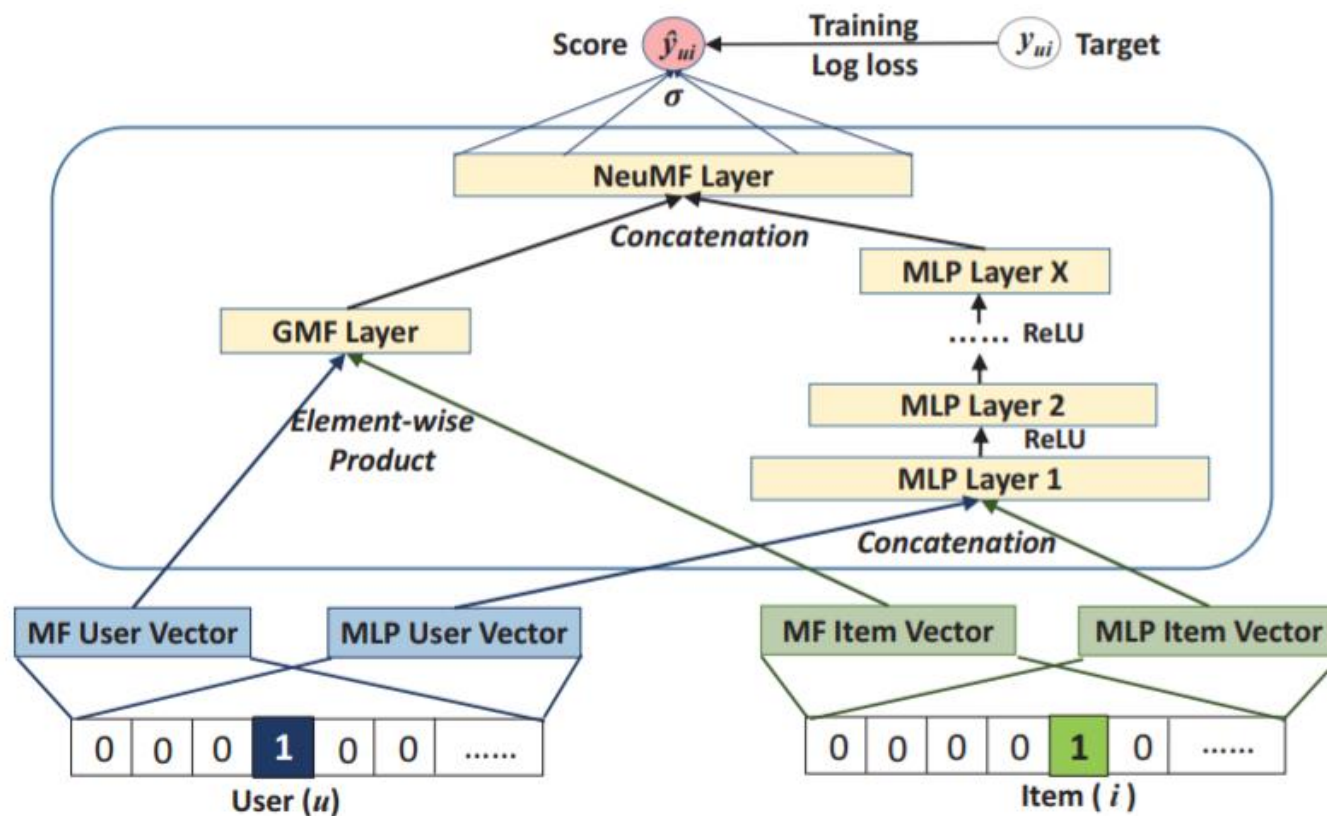 Score ŷui Training yui Target
Log loss
σ
NeuMF Layer
Concatenation
MLP Layer X
GMF Layer
...... ReLU
MLP Layer 2
Element-wise
Product
ReLU
MLP Layer 1
Concatenation
MF User Vector MLP User Vector MF Item Vector MLP Item Vector
0 0 0 1 0 0 ...... 0 0 0 0 1 0 ......
User (u) Item ( i )